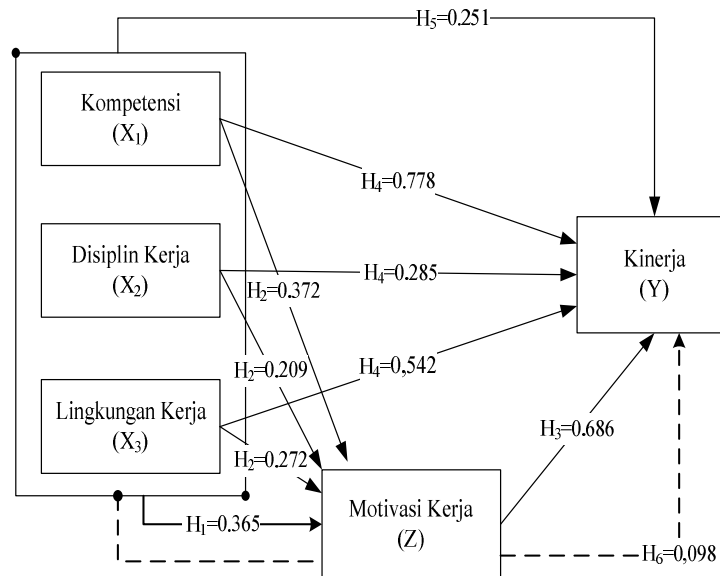 H₅=0.251
Kompetensi
(X₁)
H₄=0.778
Disiplin Kerja
(X₂)
Kinerja
(Y)
H₄=0.285
H₂=0.372
H₂=0.209
H₄=0,542
Lingkungan Kerja
(X₃)
H₂=0.272
H₃=0.686
Motivasi Kerja
(Z)
H₁=0.365
H₆=0,098